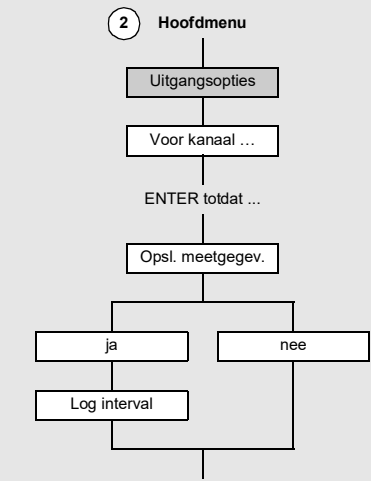 2 Hoofdmenu
Uitgangsopties
Voor kanaal …
ENTER totdat ...
Opsl. meetgegev.
ja nee
Log interval